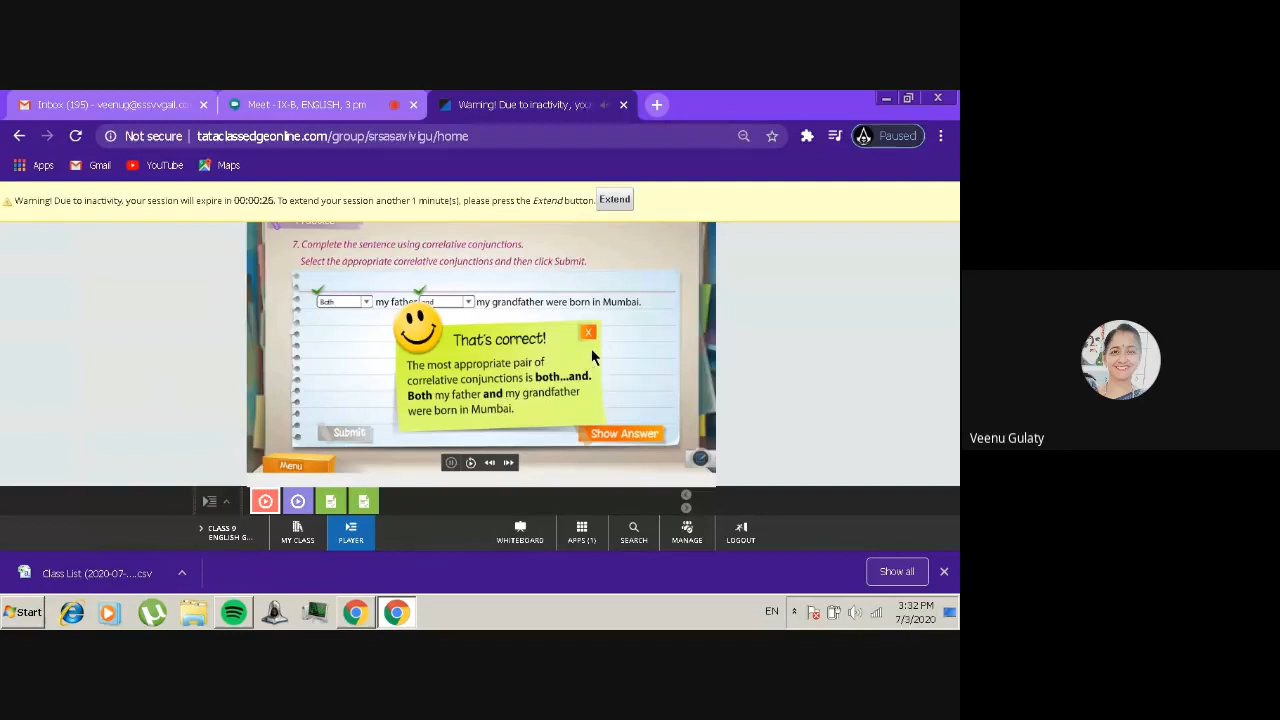 Inbox (195) - veenug@sssvvgail.co
Meet - IX-B, ENGLISH, 3 pm
Warning! Due to inactivity, you
Not secure | tataclassedgeonline.com/group/srsasavivigu/home
Paused
Apps
Gmail
YouTube
Maps
Warning! Due to inactivity, your session will expire in 00:00:26. To extend your session another 1 minute(s), please press the Extend button.
Extend
7. Complete the sentence using correlative conjunctions.
Select the appropriate correlative conjunctions and then click Submit.
Both my father and my grandfather were born in Mumbai.
That's correct!
X
The most appropriate pair of
correlative conjunctions is both...and.
Both my father and my grandfather
were born in Mumbai.
Submit
Show Answer
Menu
CLASS 9
ENGLISH G...
MY CLASS
PLAYER
WHITEBOARD
APPS (1)
SEARCH
MANAGE
LOGOUT
Class List (2020-07-....csv
Show all
Start
EN
3:32 PM
7/3/2020
Veenu Gulaty